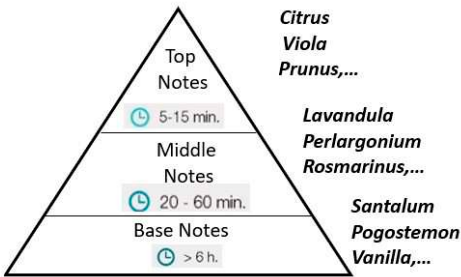 Top
Notes
5-15 min.
Citrus
Viola
Prunus,...
Middle
Notes
20 - 60 min.
Lavandula
Perlargonium
Rosmarinus,...
Base Notes
> 6 h.
Santalum
Pogostemon
Vanilla,...